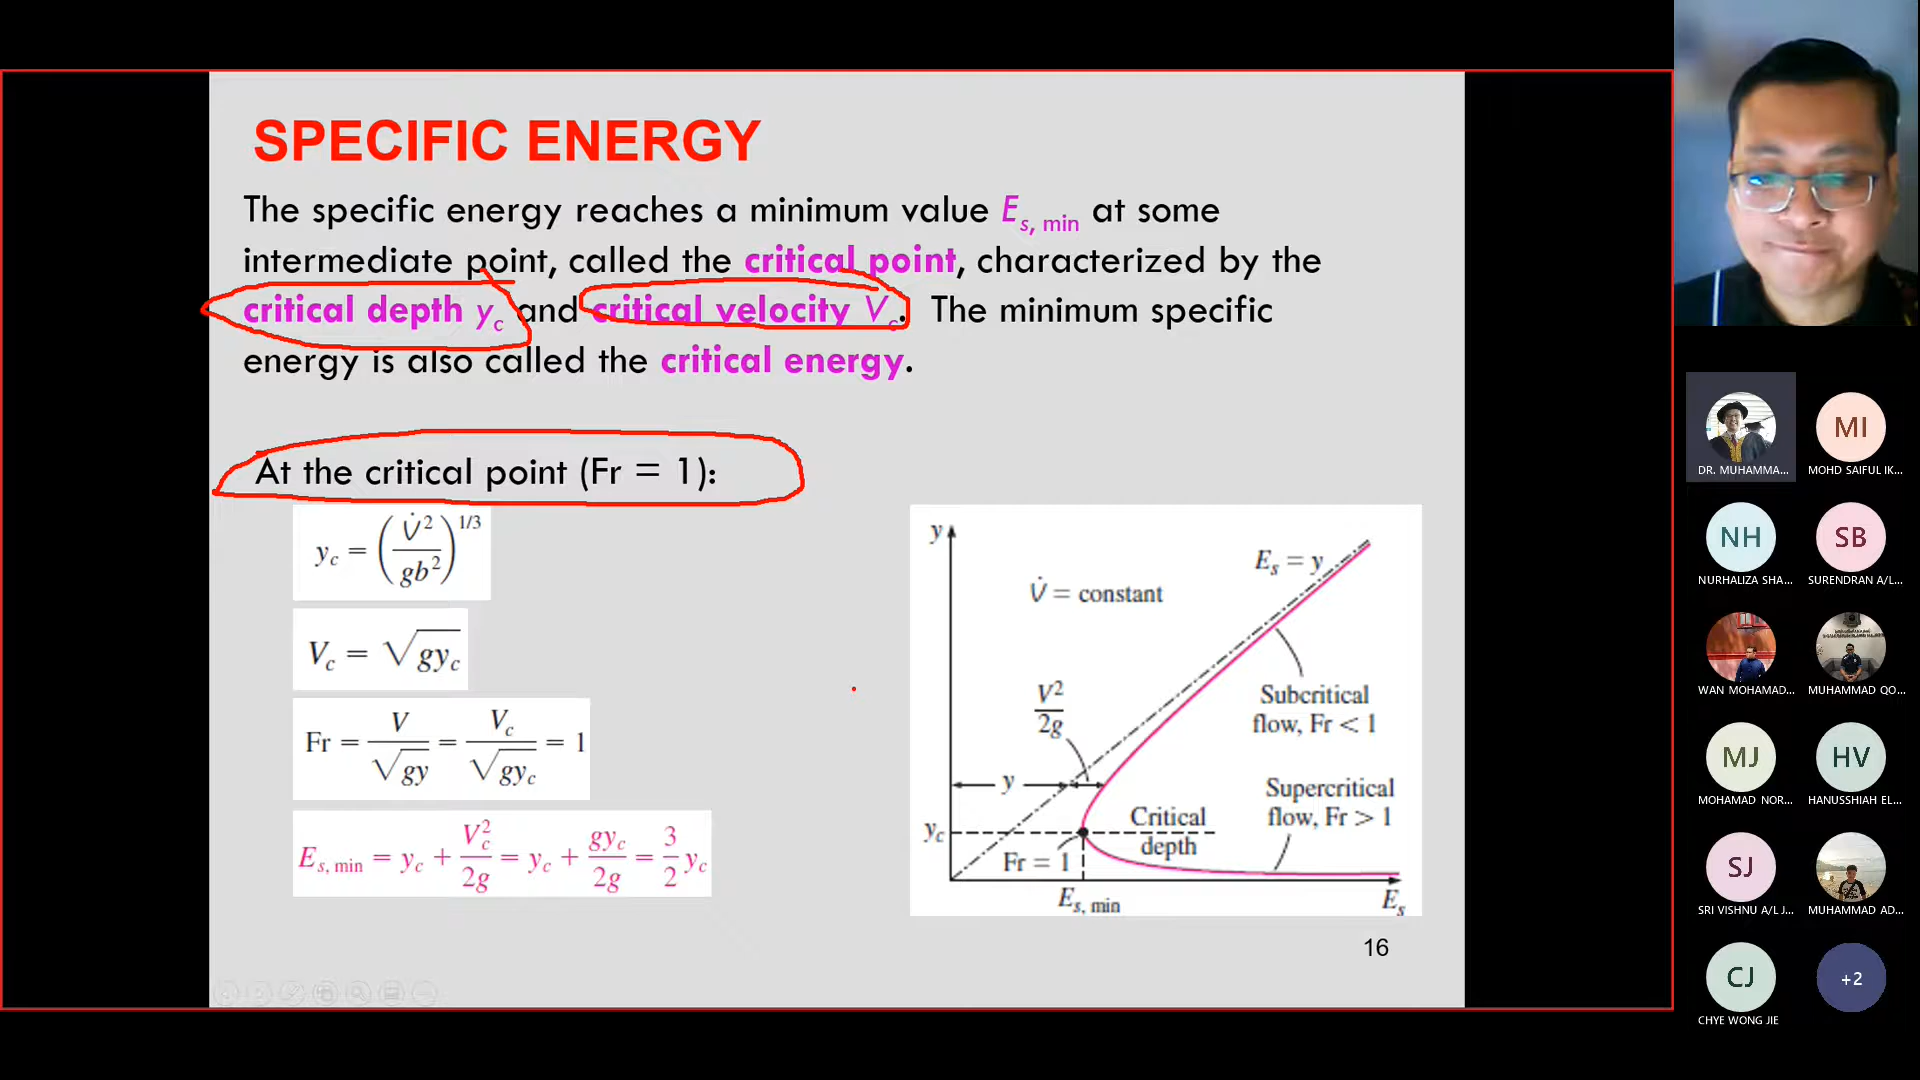 SPECIFIC ENERGY
The specific energy reaches a minimum value E_s, min at some
intermediate point, called the critical point, characterized by the
critical depth y_c and critical velocity V_c. The minimum specific
energy is also called the critical energy.
At the critical point (Fr = 1):
y_c = (V̇²/gb²)^1/3
V_c = √gy_c
Fr = V/√gy = V_c/√gy_c = 1
E_s, min = y_c + V_c²/2g = y_c + gy_c/2g = 3/2 y_c
y
E_s = y
V̇ = constant
V²/2g
Subcritical
flow, Fr < 1
y
Supercritical
flow, Fr > 1
y_c
Critical
depth
Fr = 1
E_s, min
E_s
16
DR. MUHAMMA...
MI
MOHD SAIFUL IK...
NH
NURHALIZA SHA...
SB
SURENDRAN A/L...
WAN MOHAMAD...
MUHAMMAD QO...
MJ
MOHAMAD NOR...
HV
HANUSSHIAH EL...
SJ
SRI VISHNU A/L J...
MUHAMMAD AD...
CJ
CHYE WONG JIE
+2